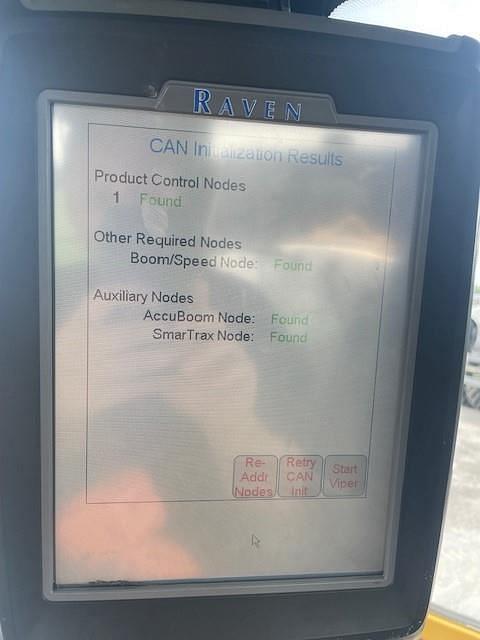 RAVEN
CAN Initialization Results
Product Control Nodes
1 Found
Other Required Nodes
Boom/Speed Node: Found
Auxiliary Nodes
AccuBoom Node: Found
SmarTrax Node: Found
Re-
Addr
Nodes
Retry
CAN
Init
Start
Viper